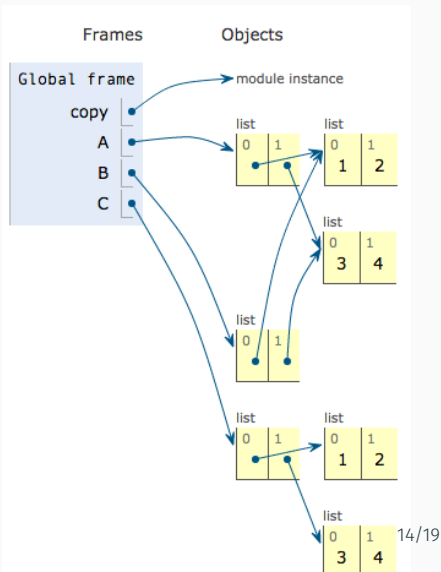 Frames Objects
Global frame
module instance
copy
list list
A
0 1 0 1
1 2
B
C
list
0 1
3 4
list
0 1
list list
0 1 0 1
1 2
list
0 1 14/19
3 4